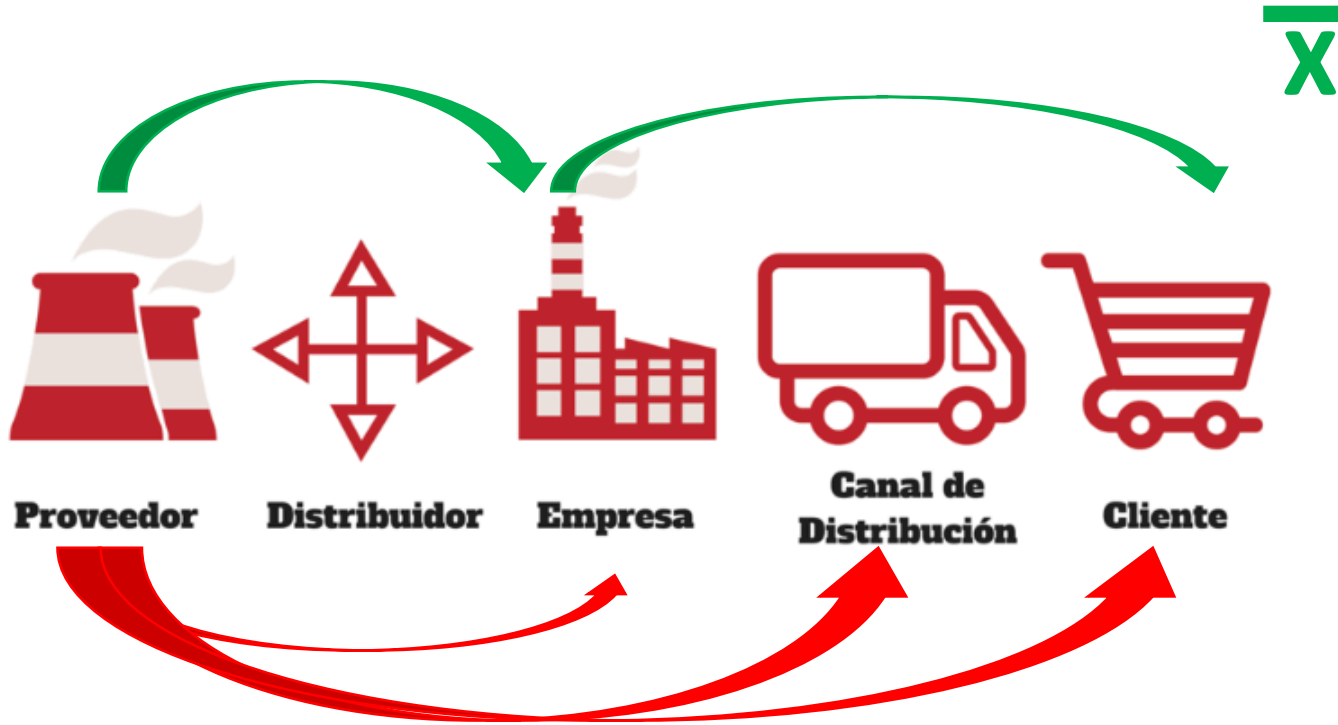 X
Proveedor
Distribuidor
Empresa
Canal de
Distribución
Cliente